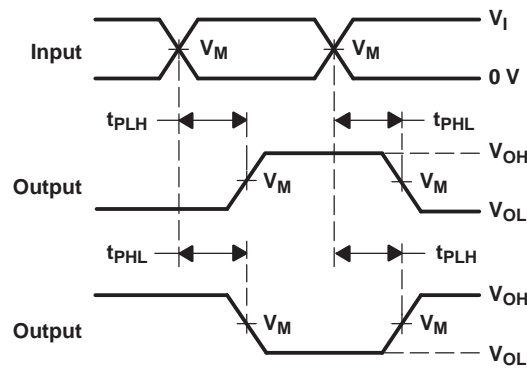 V_I
Input V_M V_M
0 V
t_PLH t_PHL
V_OH
Output V_M V_M
V_OL
t_PHL t_PLH
V_OH
Output V_M V_M
V_OL